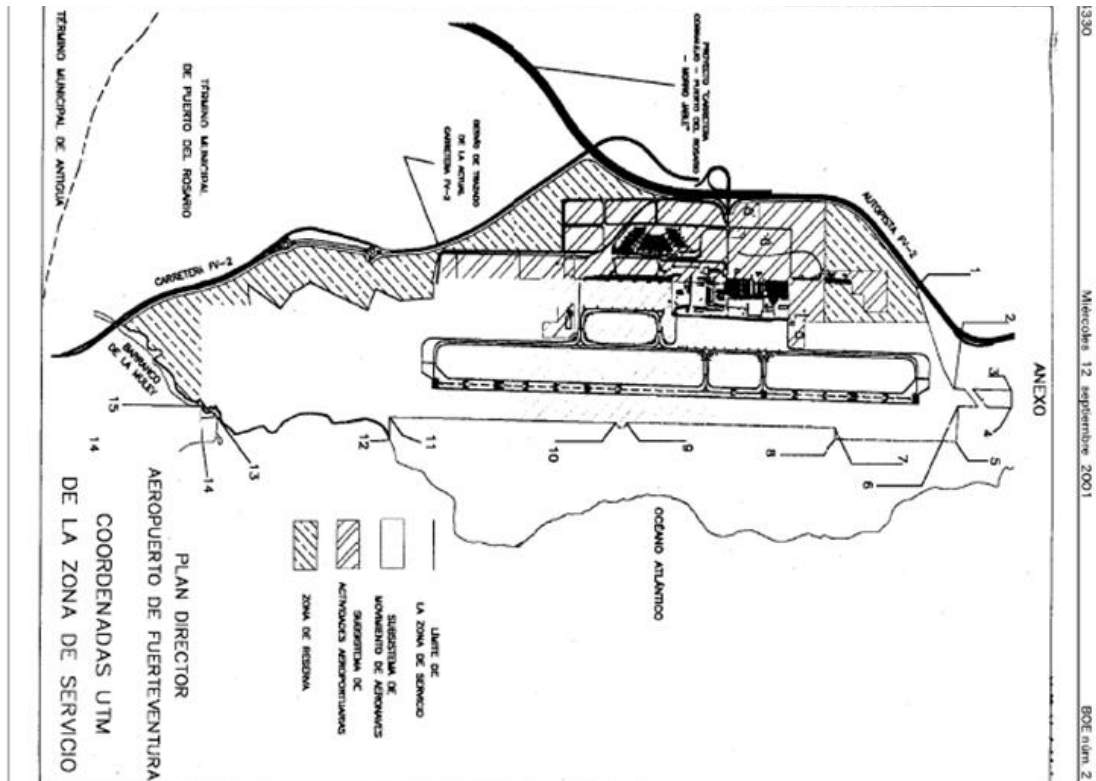 1330
Miércoles 12 septiembre 2001
BOE núm. 2
ANEXO
TÉRMINO MUNICIPAL DE ANTIGUA
TÉRMINO MUNICIPAL
DE PUERTO DEL ROSARIO
PROYECTO "CARRETERA
CORRALEJO - PUERTO DEL ROSARIO
- MORRO JABLE"
DE TRAZADO
DE LA ACTUAL
CARRETERA FV-2
CARRETERA FV-2
AUTOPISTA FV-2
BARRANCO
DE LA MULEY
1
2
3
4
5
6
7
8
9
10
11
12
13
14
15
OCÉANO ATLÁNTICO
LÍMITE DE
LA ZONA DE SERVICIO
SUBSISTEMA DE
MOVIMIENTO DE AERONAVES
SUBSISTEMA DE
ACTIVIDADES AEROPORTUARIAS
ZONA DE RESERVA
PLAN DIRECTOR
AEROPUERTO DE FUERTEVENTURA
COORDENADAS UTM
DE LA ZONA DE SERVICIO
14